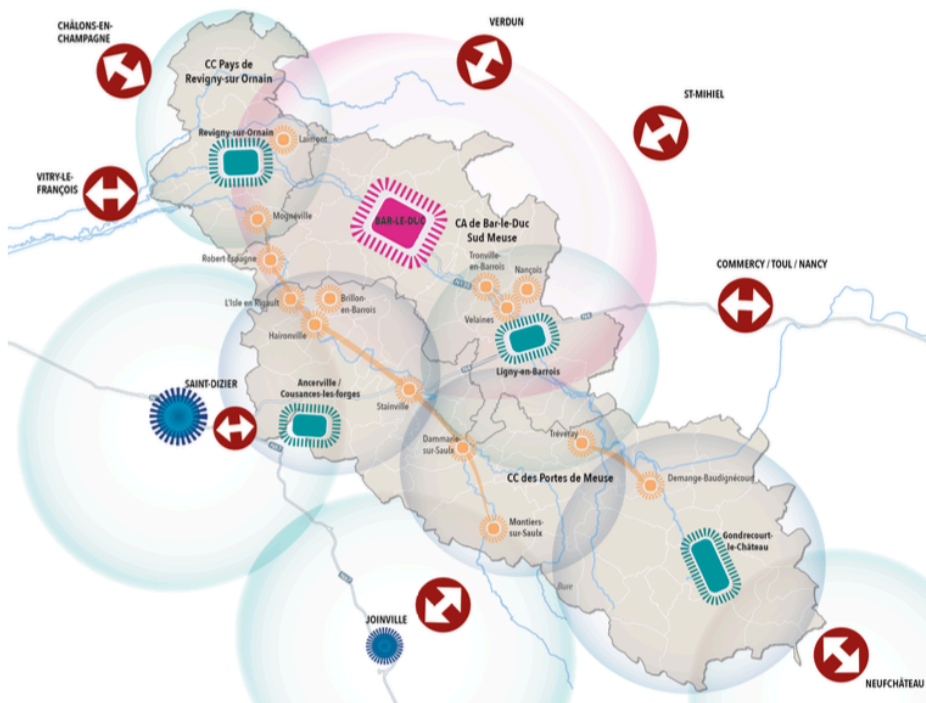 CHÂLONS-EN-
CHAMPAGNE
VERDUN
CC Pays de
Revigny-sur Ornain
ST-MIHIEL
Revigny-sur-Ornain
Laimont
VITRY-LE-
FRANÇOIS
Mognéville
BAR-LE-DUC
CA de Bar-le-Duc
Sud Meuse
Robert-Espagne
Tronville-
en-Barrois
Nançois
COMMERCY / TOUL / NANCY
L'Isle en Rigault
Brillon-
en-Barrois
Velaines
Haironville
Ligny-en-Barrois
SAINT-DIZIER
Ancerville /
Cousances-les-forges
Stainville
Dammarie-
sur-Saulx
Tréveray
CC des Portes de Meuse
Demange-Baudignécourt
Montiers-
sur-Saulx
Gondrecourt-
le-Château
Bure
JOINVILLE
NEUFCHÂTEAU